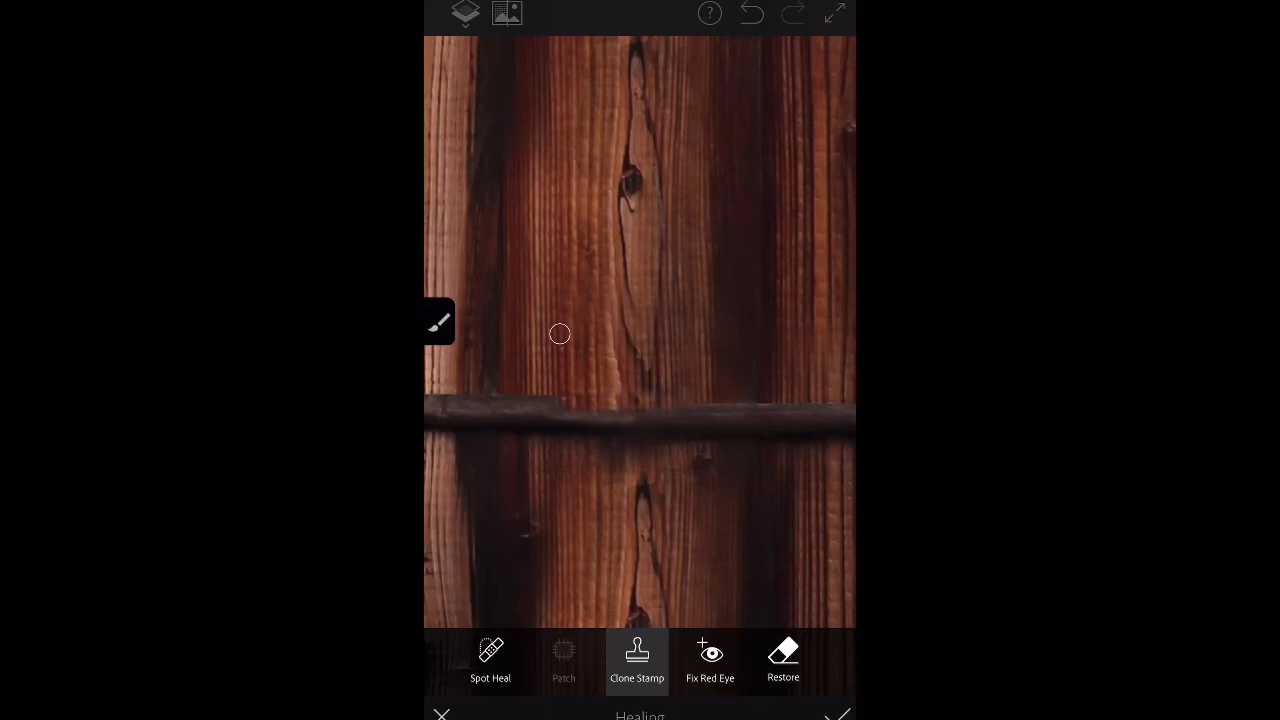 ?
Spot Heal
Patch
Clone Stamp
Fix Red Eye
Restore
Healing